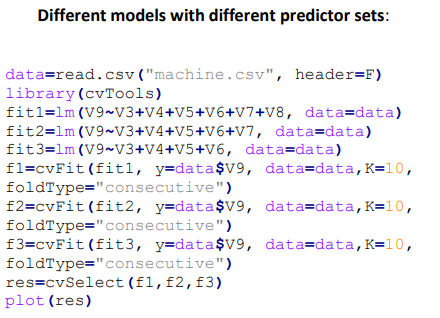 Different models with different predictor sets:
data=read.csv("machine.csv", header=F)
library(cvTools)
fit1=lm(V9~V3+V4+V5+V6+V7+V8, data=data)
fit2=lm(V9~V3+V4+V5+V6+V7, data=data)
fit3=lm(V9~V3+V4+V5+V6, data=data)
f1=cvFit(fit1, y=data$V9, data=data,K=10,
foldType="consecutive")
f2=cvFit(fit2, y=data$V9, data=data,K=10,
foldType="consecutive")
f3=cvFit(fit3, y=data$V9, data=data,K=10,
foldType="consecutive")
res=cvSelect(f1,f2,f3)
plot(res)